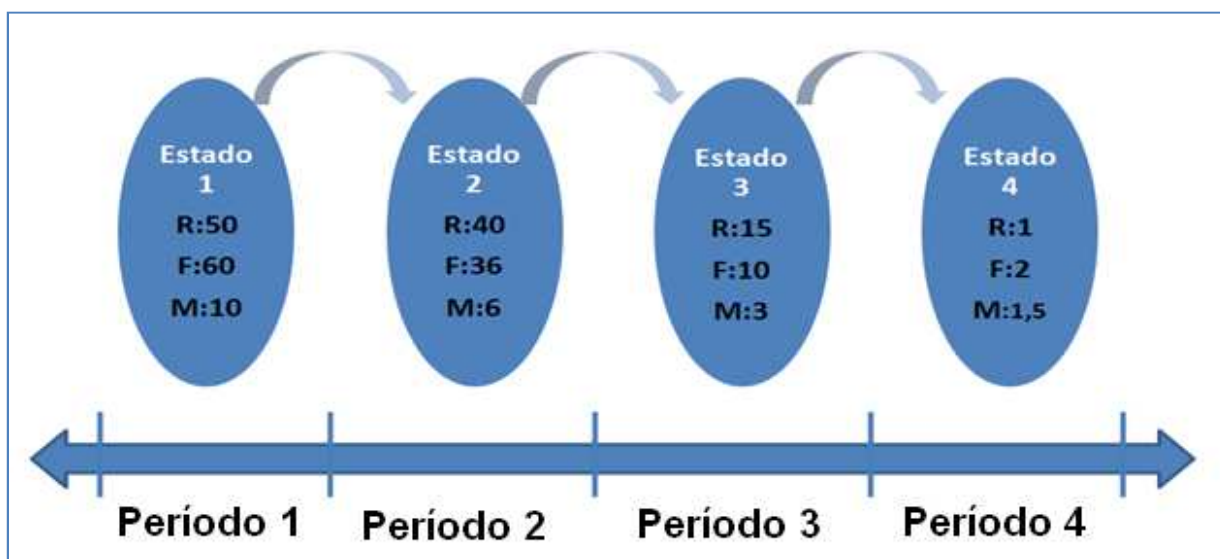 Estado
1
R:50
F:60
M:10
Estado
2
R:40
F:36
M:6
Estado
3
R:15
F:10
M:3
Estado
4
R:1
F:2
M:1,5
Período 1
Período 2
Período 3
Período 4